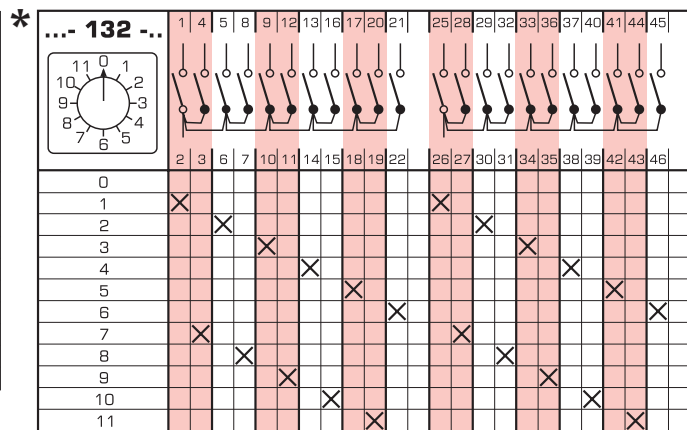 *
...- 132 -..
1 4 5 8 9 12 13 16 17 20 21 25 28 29 32 33 36 37 40 41 44 45
0
11 1
10 2
9 3
8 4
7 5
6
2 3 6 7 10 11 14 15 18 19 22 26 27 30 31 34 35 38 39 42 43 46
0
1 X X
2 X X
3 X X
4 X X
5 X X
6 X X
7 X X
8 X X
9 X X
10 X X
11 X X